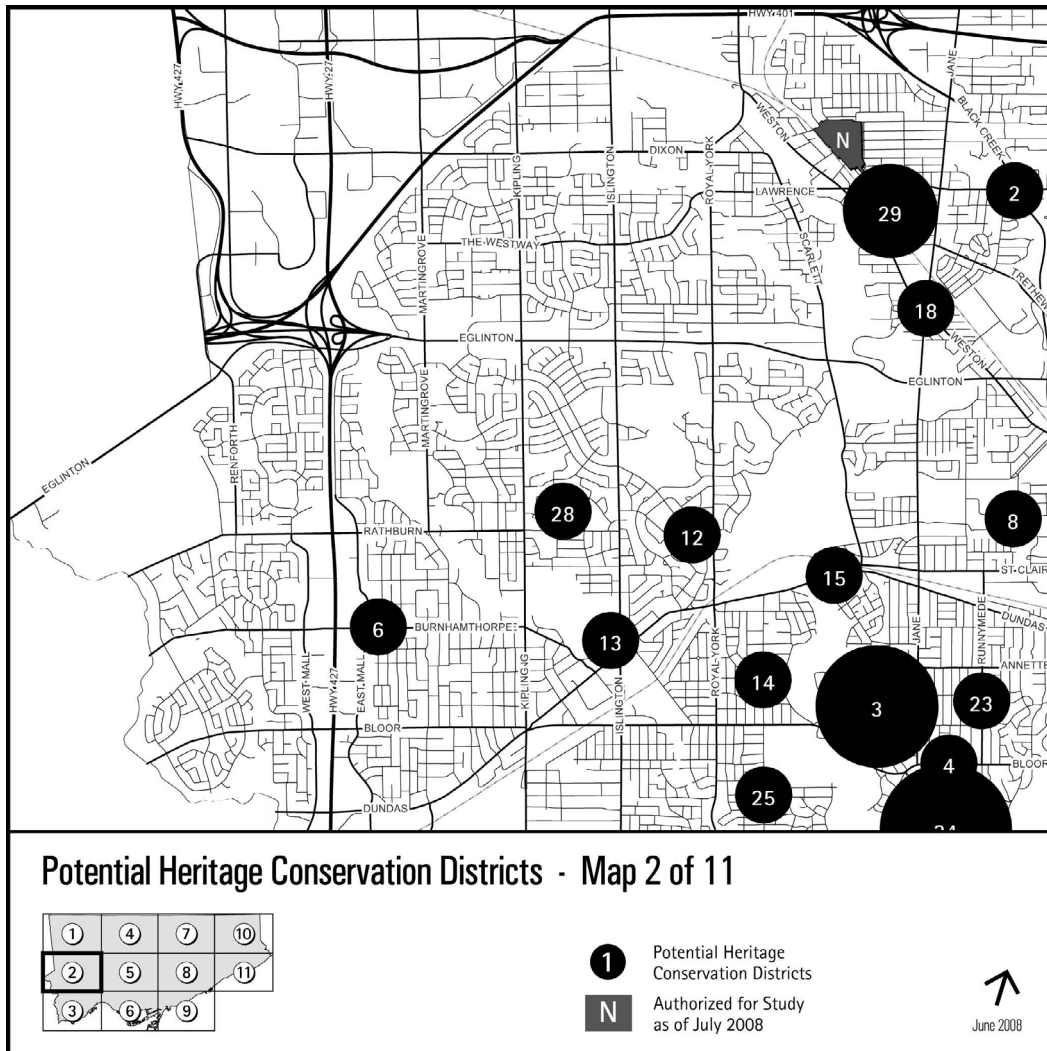 HWY 401
HWY 427
HWY 27
JANE
BLACK CREEK
WESTON
N
KIPLING
ISLINGTON
DIXON
ROYAL YORK
LAWRENCE
2
29
MARTINGROVE
THE WESTWAY
SCARLETT
TRETHEW
18
EGLINTON
WESTON
EGLINTON
MARTINGROVE
RENFORTH
EGLINTON
28
8
RATHBURN
12
ST CLAIR
15
RUNNYMEDE
DUNDAS
6
BURNHAMTHORPE
13
JANE
ANNETTE
WEST MALL
HWY 427
EAST MALL
KIPLING
ISLINGTON
ROYAL YORK
14
3
23
BLOOR
4
BLOOR
25
DUNDAS
Potential Heritage Conservation Districts - Map 2 of 11
1 4 7 10
2 5 8 11
3 6 9
1 Potential Heritage
Conservation Districts
N Authorized for Study
as of July 2008
June 2008